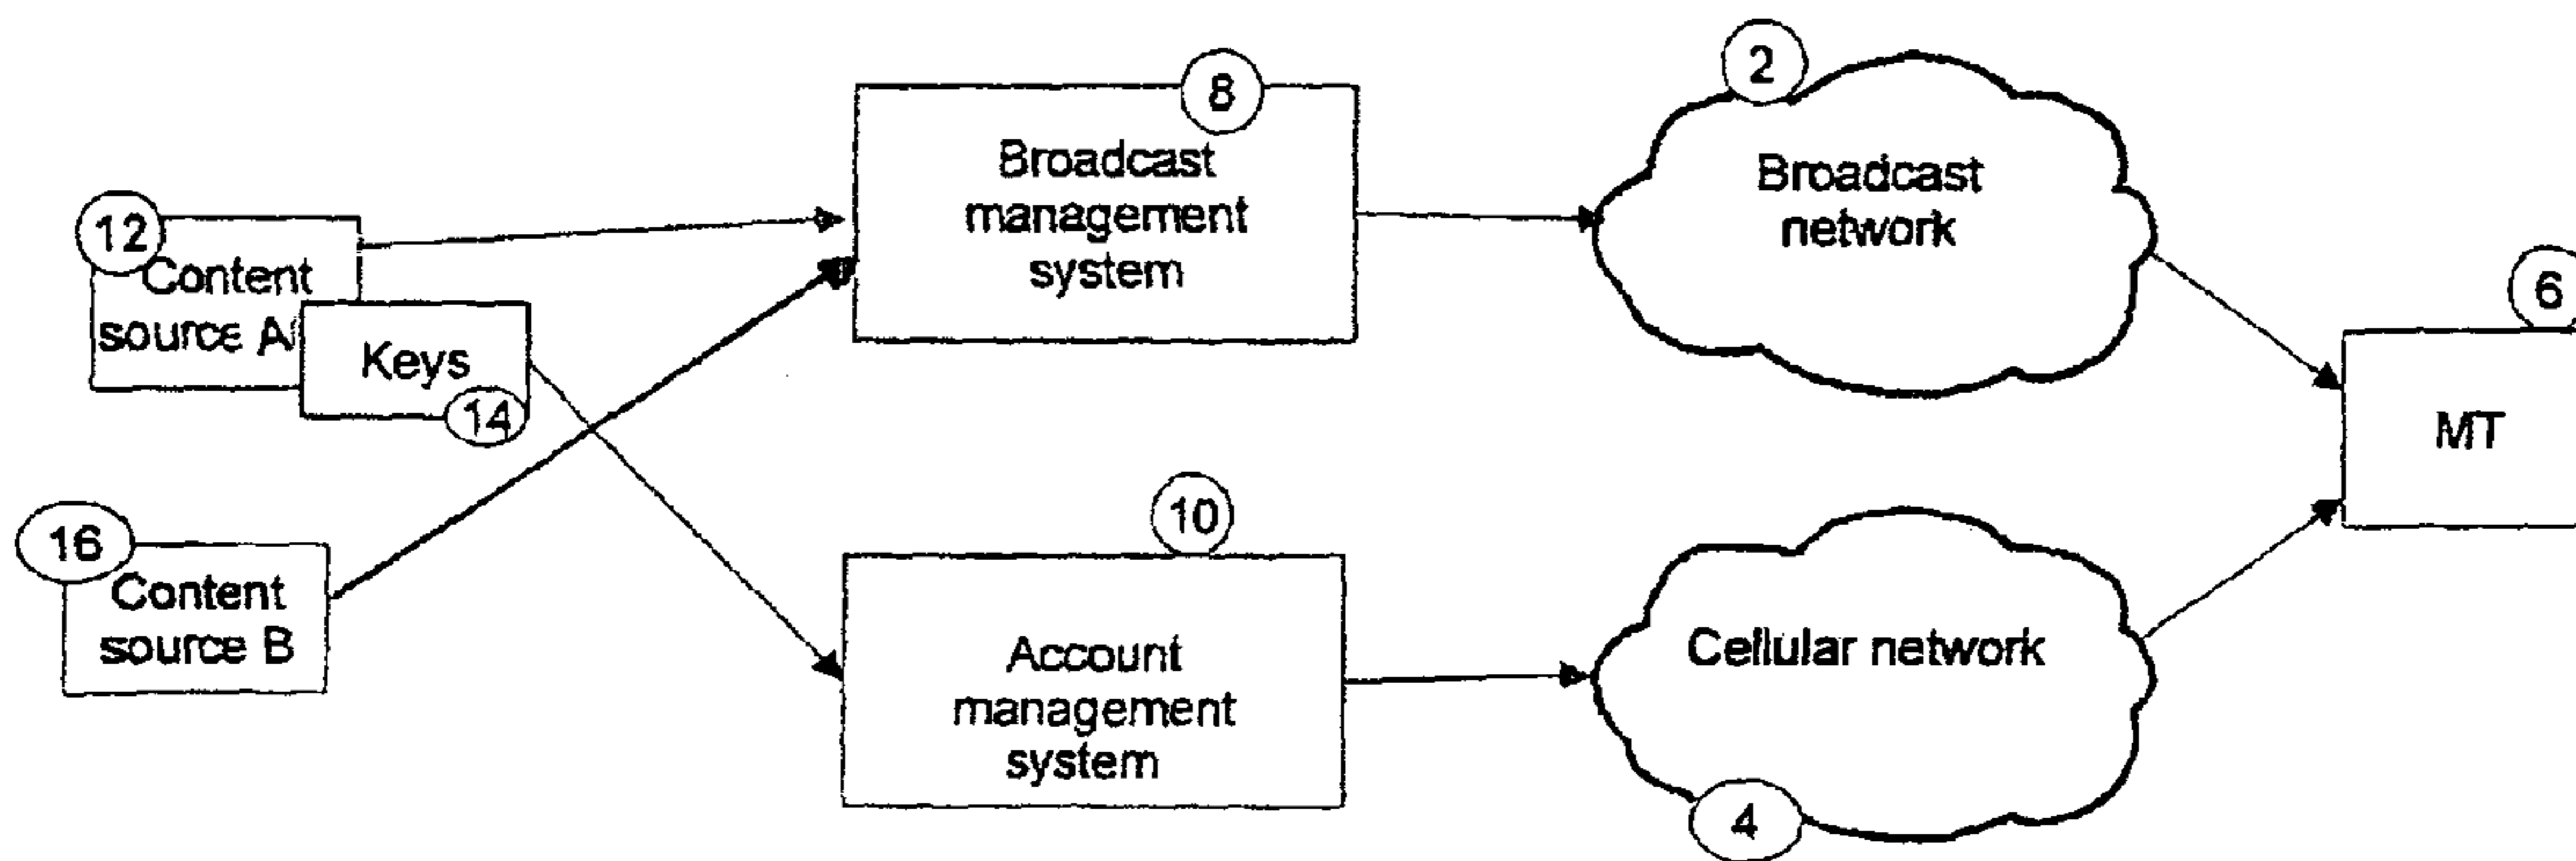 12
Content
source A
Keys
14
16
Content
source B
8
Broadcast
management
system
10
Account
management
system
2
Broadcast
network
Cellular network
4
6
MT